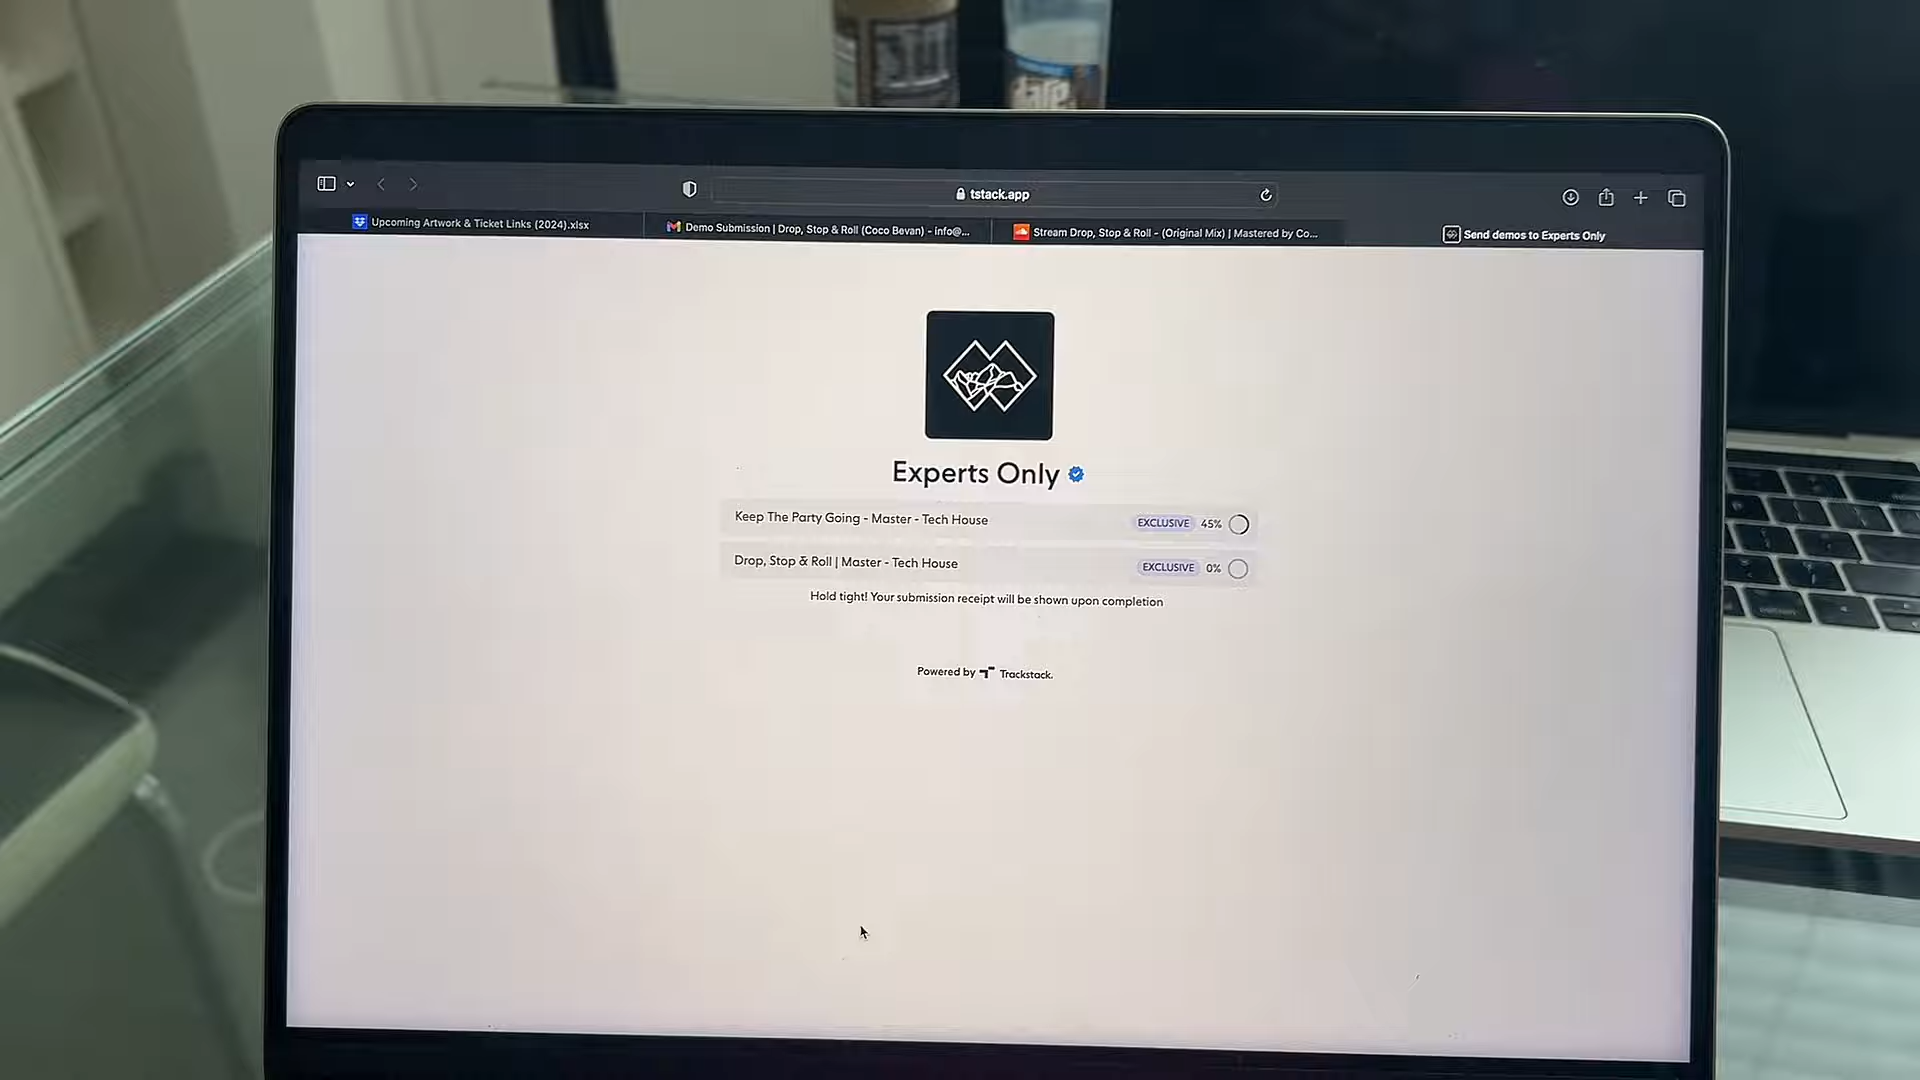 tstack.app
Upcoming Artwork & Ticket Links (2024).xlsx
Demo Submission | Drop, Stop & Roll (Coco Bevan) - info@...
Stream Drop, Stop & Roll - (Original Mix) | Mastered by Co...
Send demos to Experts Only
Experts Only
Keep The Party Going - Master - Tech House
EXCLUSIVE 45%
Drop, Stop & Roll | Master - Tech House
EXCLUSIVE 0%
Hold tight! Your submission receipt will be shown upon completion
Powered by Trackstack.